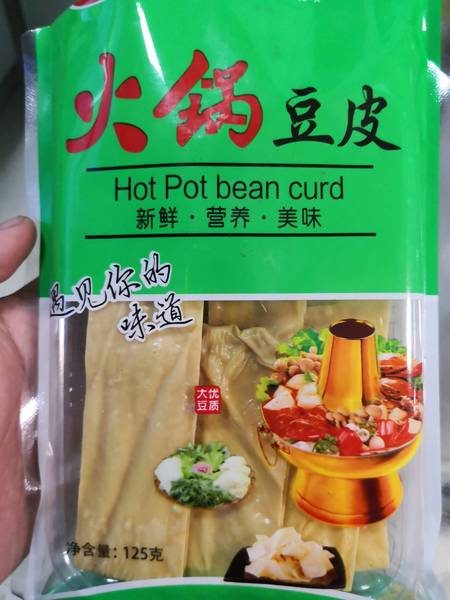 火锅豆皮
Hot Pot bean curd
新鲜·营养·美味
遇见你的
味道
大优
豆质
净含量：125克